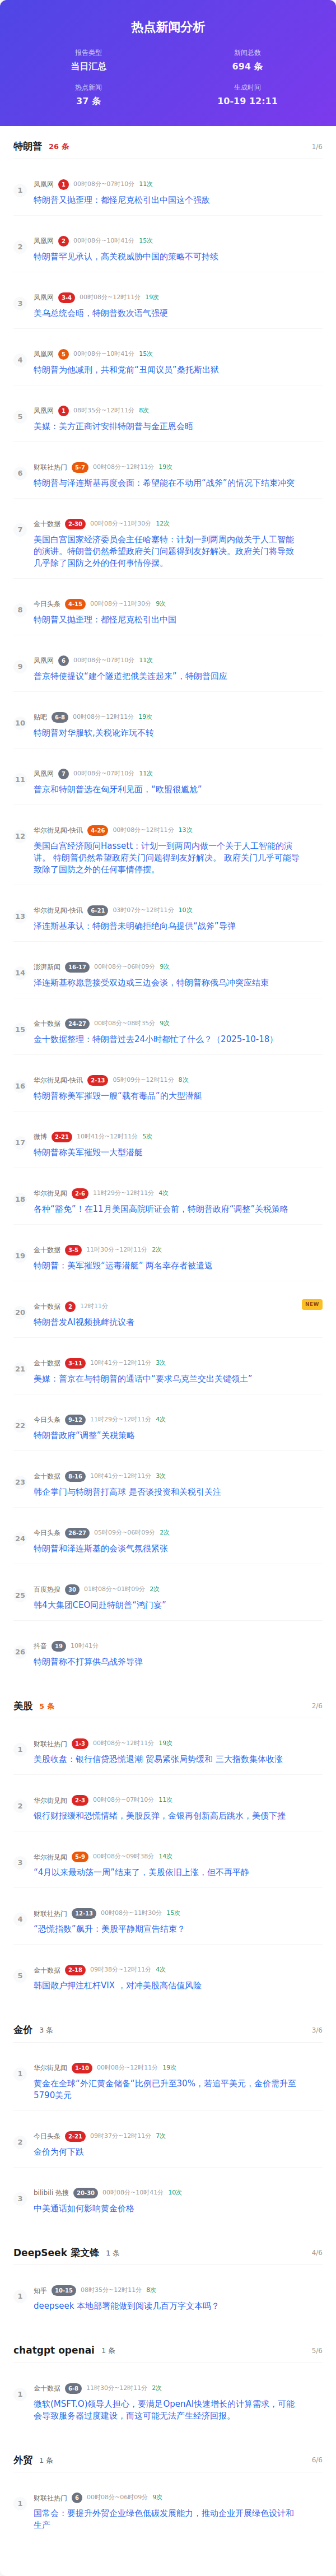 热点新闻分析
报告类型
新闻总数
当日汇总
694 条
热点新闻
生成时间
37 条
10-19 12:11
特朗普 26 条 1/6
1 凤凰网 1 00时08分~07时10分 11次
特朗普又抛歪理：都怪尼克松引出中国这个强敌
2 凤凰网 2 00时08分~10时41分 15次
特朗普罕见承认，高关税威胁中国的策略不可持续
3 凤凰网 3-4 00时08分~12时11分 19次
美乌总统会晤，特朗普数次语气强硬
4 凤凰网 5 00时08分~10时41分 15次
特朗普为他减刑，共和党前“丑闻议员”桑托斯出狱
5 凤凰网 1 08时35分~12时11分 8次
美媒：美方正商讨安排特朗普与金正恩会晤
6 财联社热门 5-7 00时08分~12时11分 19次
特朗普与泽连斯基再度会面：希望能在不动用“战斧”的情况下结束冲突
7 金十数据 2-30 00时08分~11时30分 12次
美国白宫国家经济委员会主任哈塞特：计划一到两周内做关于人工智能
的演讲。特朗普仍然希望政府关门问题得到友好解决。政府关门将导致
几乎除了国防之外的任何事情停摆。
8 今日头条 4-15 00时08分~11时30分 9次
特朗普又抛歪理：都怪尼克松引出中国
9 凤凰网 6 00时08分~07时10分 11次
普京特使提议“建个隧道把俄美连起来”，特朗普回应
10 贴吧 6-8 00时08分~12时11分 19次
特朗普对华服软,关税讹诈玩不转
11 凤凰网 7 00时08分~07时10分 11次
普京和特朗普选在匈牙利见面，“欧盟很尴尬”
12 华尔街见闻-快讯 4-26 00时08分~12时11分 13次
美国白宫经济顾问Hassett：计划一到两周内做一个关于人工智能的演
讲。 特朗普仍然希望政府关门问题得到友好解决。 政府关门几乎可能导
致除了国防之外的任何事情停摆。
13 华尔街见闻-快讯 6-21 03时07分~12时11分 10次
泽连斯基承认：特朗普未明确拒绝向乌提供“战斧”导弹
14 澎湃新闻 16-17 00时08分~06时09分 9次
泽连斯基称愿意接受双边或三边会谈，特朗普称俄乌冲突应结束
15 金十数据 24-27 00时08分~08时35分 9次
金十数据整理：特朗普过去24小时都忙了什么？（2025-10-18）
16 华尔街见闻-快讯 2-13 05时09分~12时11分 8次
特朗普称美军摧毁一艘“载有毒品”的大型潜艇
17 微博 2-21 10时41分~12时11分 5次
特朗普称美军摧毁一大型潜艇
18 华尔街见闻 2-6 11时29分~12时11分 4次
各种“豁免”！在11月美国高院听证会前，特朗普政府“调整”关税策略
19 金十数据 3-5 11时30分~12时11分 2次
特朗普：美军摧毁“运毒潜艇” 两名幸存者被遣返
20 金十数据 2 12时11分 NEW
特朗普发AI视频挑衅抗议者
21 金十数据 3-11 10时41分~12时11分 3次
美媒：普京在与特朗普的通话中“要求乌克兰交出关键领土”
22 今日头条 9-12 11时29分~12时11分 4次
特朗普政府“调整”关税策略
23 金十数据 8-16 10时41分~12时11分 3次
韩企掌门与特朗普打高球 是否谈投资和关税引关注
24 今日头条 26-27 05时09分~06时09分 2次
特朗普和泽连斯基的会谈气氛很紧张
25 百度热搜 30 01时08分~01时09分 2次
韩4大集团CEO同赴特朗普“鸿门宴”
26 抖音 19 10时41分
特朗普称不打算供乌战斧导弹
美股 5 条 2/6
1 财联社热门 1-3 00时08分~12时11分 19次
美股收盘：银行信贷恐慌退潮 贸易紧张局势缓和 三大指数集体收涨
2 华尔街见闻 2-3 00时08分~07时10分 11次
银行财报缓和恐慌情绪，美股反弹，金银再创新高后跳水，美债下挫
3 华尔街见闻 5-9 00时08分~09时38分 14次
“4月以来最动荡一周”结束了，美股依旧上涨，但不再平静
4 财联社热门 12-13 00时08分~11时30分 15次
“恐慌指数”飙升：美股平静期宣告结束？
5 金十数据 2-18 09时38分~12时11分 4次
韩国散户押注杠杆VIX ，对冲美股高估值风险
金价 3 条 3/6
1 华尔街见闻 1-10 00时08分~12时11分 19次
黄金在全球“外汇黄金储备”比例已升至30%，若追平美元，金价需升至
5790美元
2 今日头条 2-21 09时37分~12时11分 7次
金价为何下跌
3 bilibili 热搜 20-30 00时08分~10时41分 10次
中美通话如何影响黄金价格
DeepSeek 梁文锋 1 条 4/6
1 知乎 10-15 08时35分~12时11分 8次
deepseek 本地部署能做到阅读几百万字文本吗？
chatgpt openai 1 条 5/6
1 金十数据 6-8 11时30分~12时11分 2次
微软(MSFT.O)领导人担心，要满足OpenAI快速增长的计算需求，可能
会导致服务器过度建设，而这可能无法产生经济回报。
外贸 1 条 6/6
1 财联社热门 6 00时08分~06时09分 9次
国常会：要提升外贸企业绿色低碳发展能力，推动企业开展绿色设计和
生产